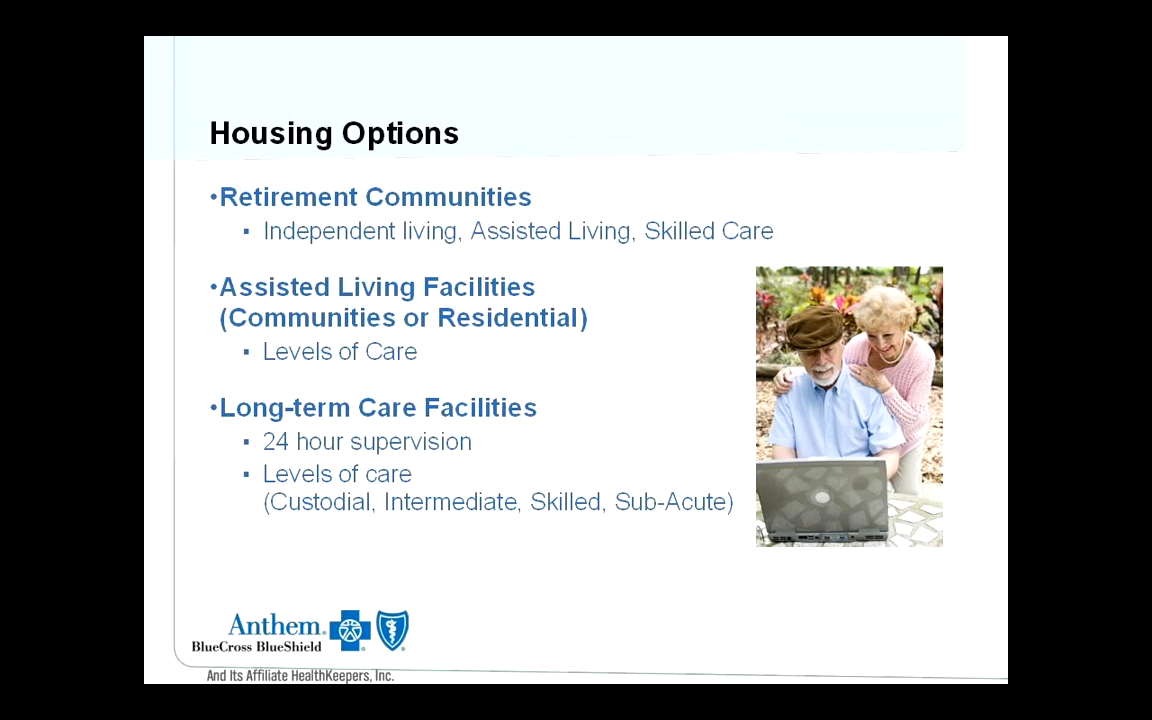 Housing Options
•Retirement Communities
▪ Independent living, Assisted Living, Skilled Care
•Assisted Living Facilities
(Communities or Residential)
▪ Levels of Care
•Long-term Care Facilities
▪ 24 hour supervision
▪ Levels of care
(Custodial, Intermediate, Skilled, Sub-Acute)
Anthem®
BlueCross BlueShield
And Its Affiliate HealthKeepers, Inc.